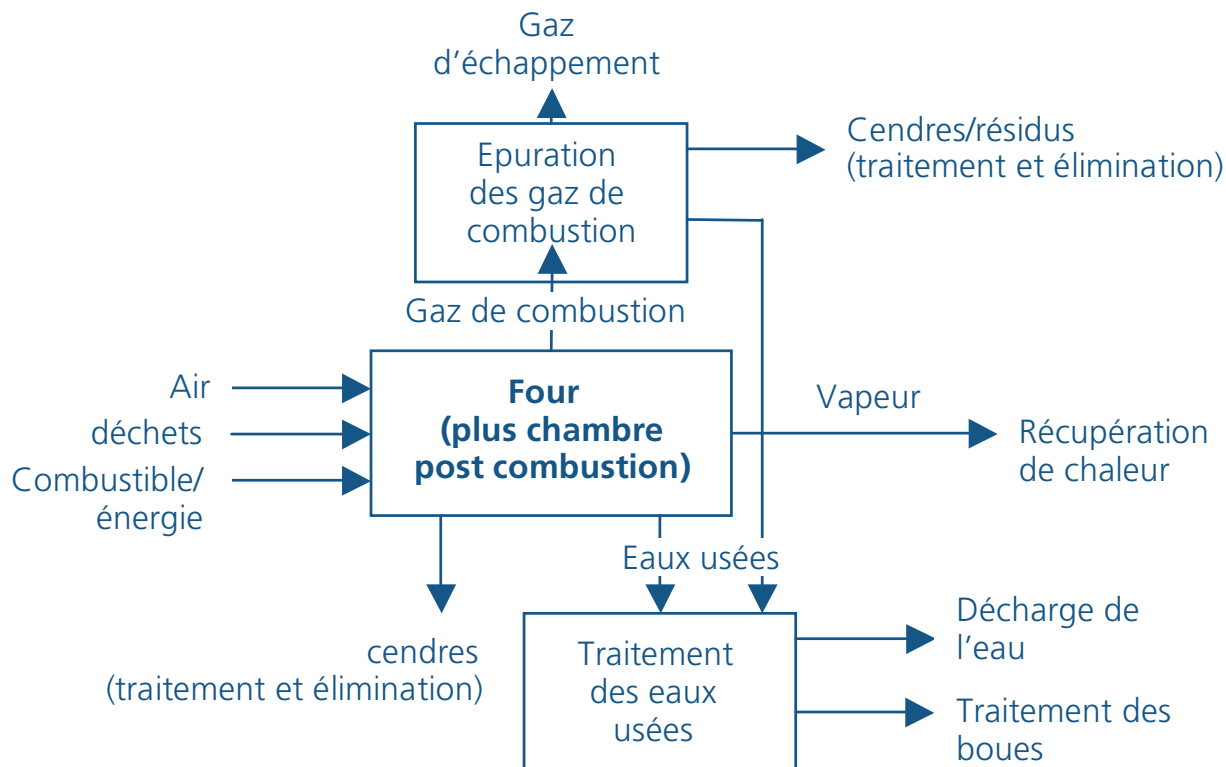 Gaz
d'échappement
Epuration
des gaz de
combustion
Cendres/résidus
(traitement et élimination)
Gaz de combustion
Air
déchets
Combustible/
énergie
Four
(plus chambre
post combustion)
Vapeur
Récupération
de chaleur
Eaux usées
cendres
(traitement et élimination)
Traitement
des eaux
usées
Décharge de
l'eau
Traitement des
boues